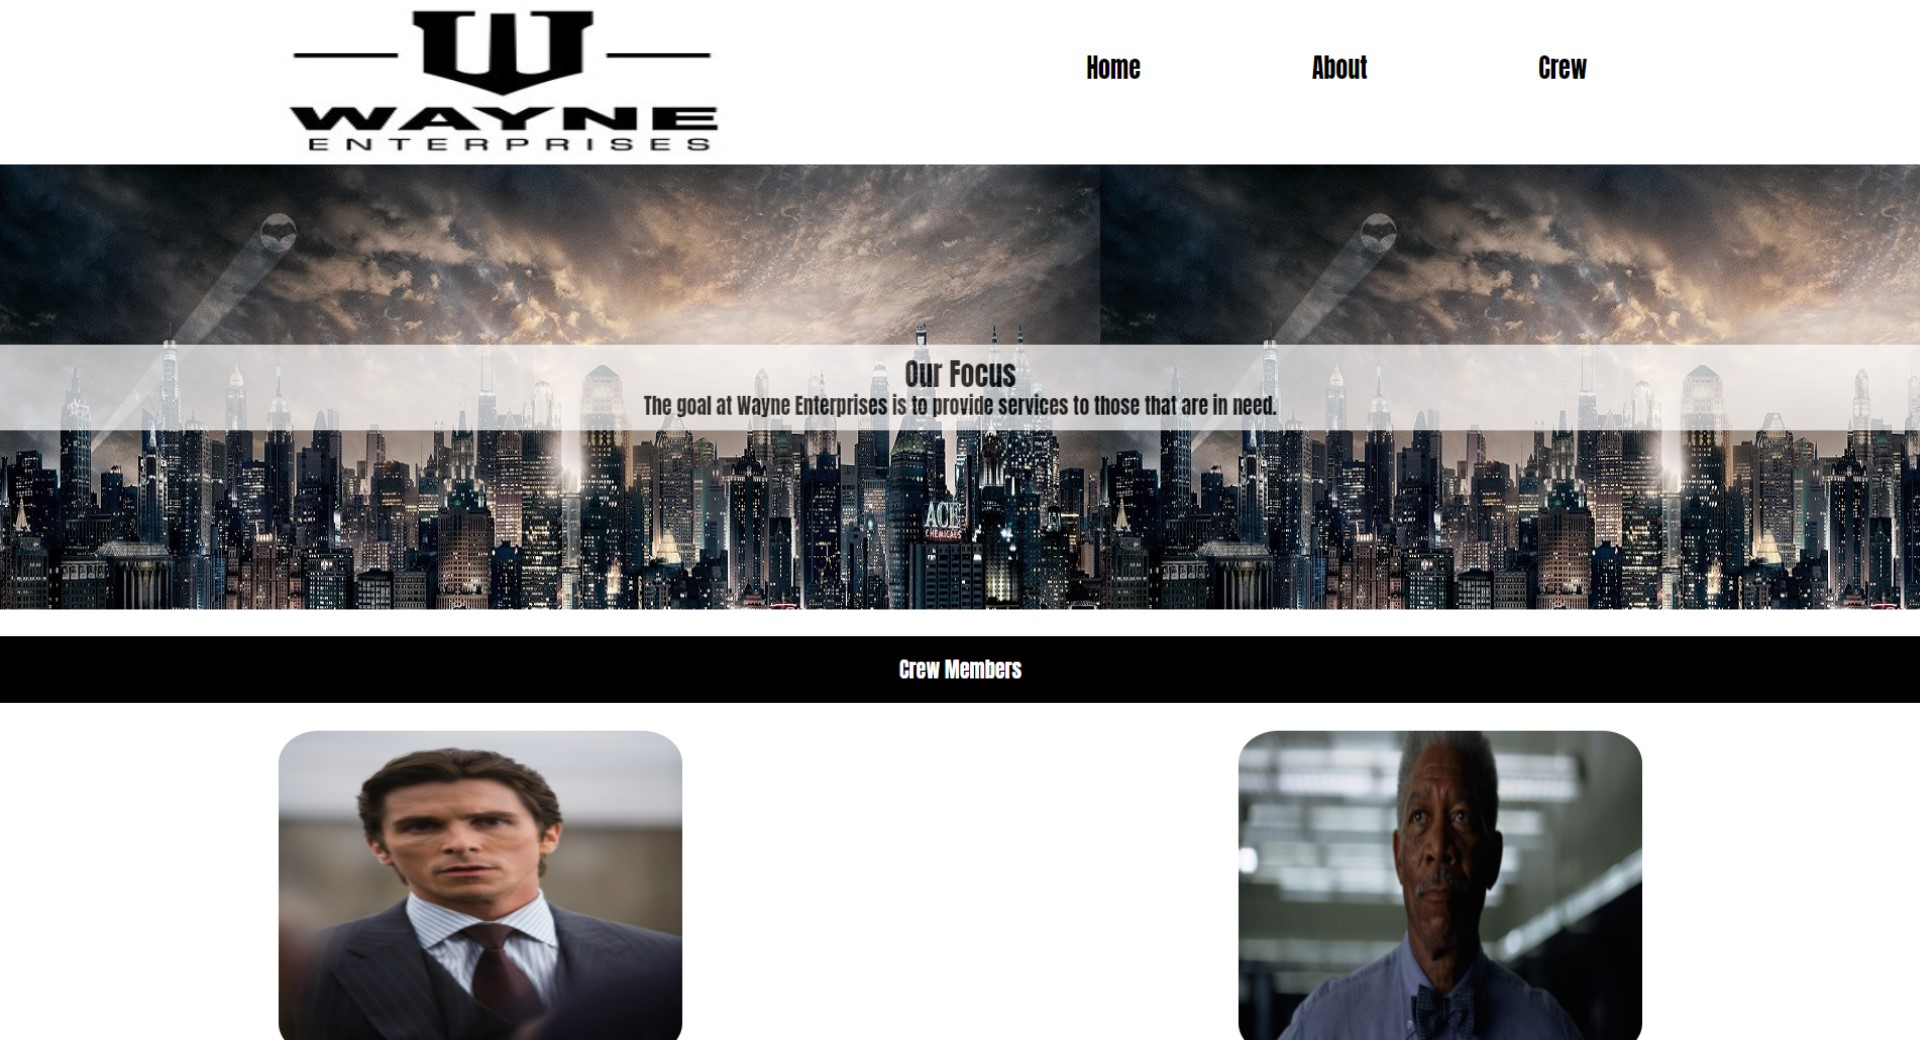 WAYNE
ENTERPRISES
Home
About
Crew
Our Focus
The goal at Wayne Enterprises is to provide services to those that are in need.
ACE
CHEMICALS
Crew Members